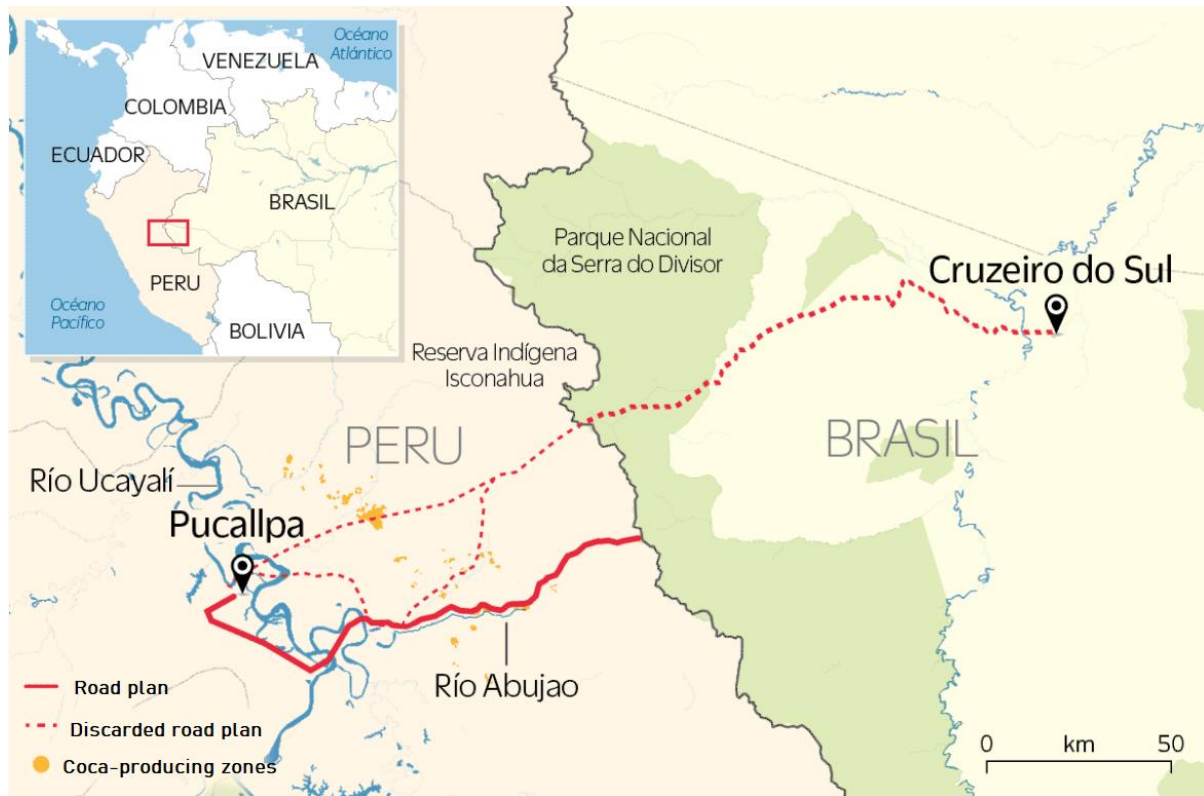 Océano
Atlántico
VENEZUELA
COLOMBIA
ECUADOR
BRASIL
PERU
Océano
Pacífico
BOLIVIA
Parque Nacional
da Serra do Divisor
Cruzeiro do Sul
Reserva Indígena
Isconahua
PERU
BRASIL
Río Ucayalí
Pucallpa
Río Abujao
Road plan
Discarded road plan
Coca-producing zones
0 km 50